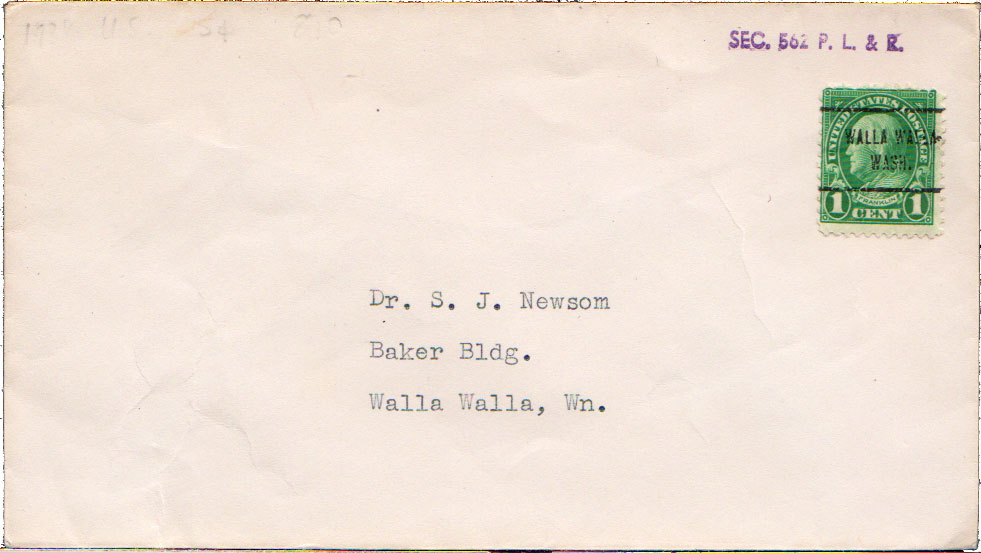 U.S. 5¢
SEC. 562 P. L. & R.
UNITED STATES POSTAGE
WALLA WALLA
WASH.
FRANKLIN
1 CENT 1
Dr. S. J. Newsom
Baker Bldg.
Walla Walla, Wn.